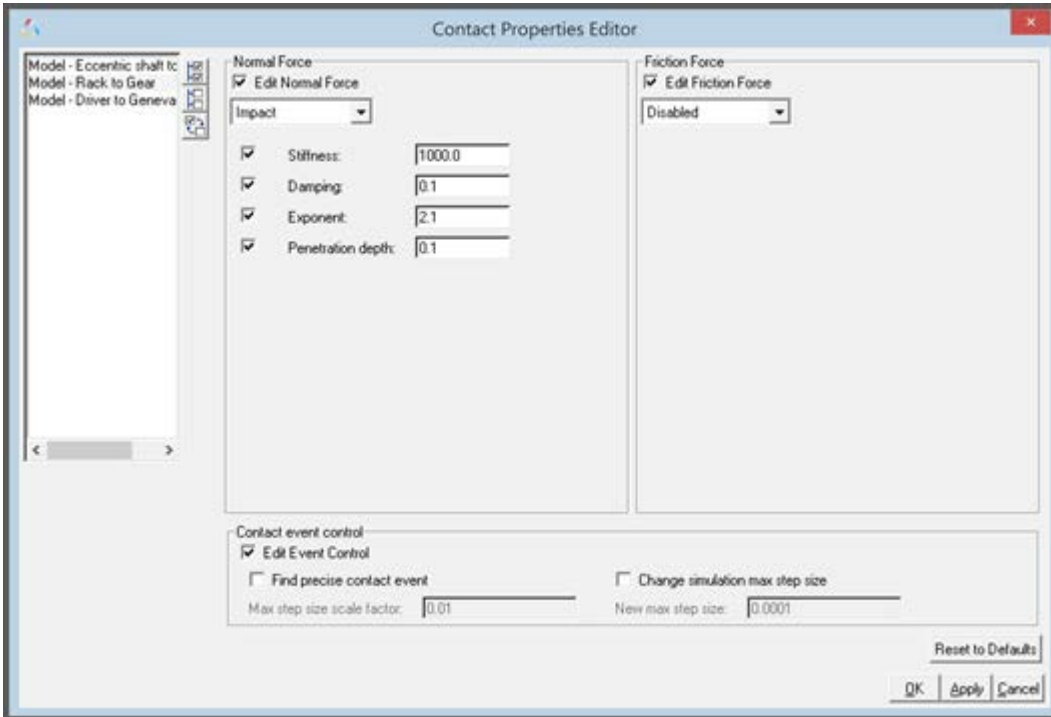 Contact Properties Editor
Model - Eccentric shaft to
Model - Rack to Gear
Model - Driver to Geneva
Normal Force
Edit Normal Force
Impact
Stiffness: 1000.0
Damping: 0.1
Exponent: 2.1
Penetration depth: 0.1
Friction Force
Edit Friction Force
Disabled
Contact event control
Edit Event Control
Find precise contact event
Change simulation max step size
Max step size scale factor: 0.01
New max step size: 0.0001
Reset to Defaults
OK Apply Cancel